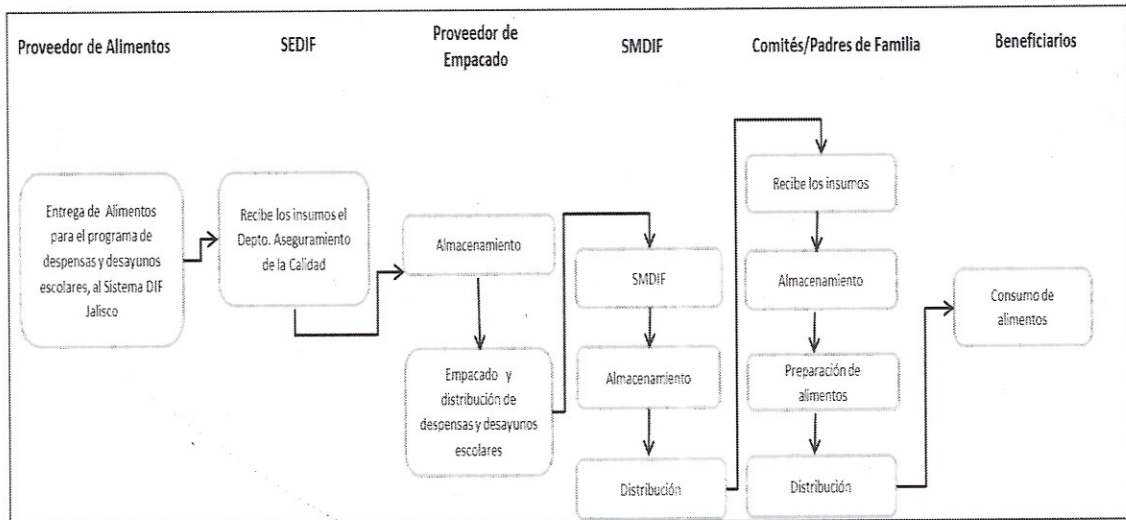 Proveedor de Alimentos
SEDIF
Proveedor de
Empacado
SMDIF
Comités/Padres de Familia
Beneficiarios
Entrega de Alimentos
para el programa de
despensas y desayunos
escolares, al Sistema DIF
Jalisco
Recibe los insumos el
Depto. Aseguramiento
de la Calidad
Almacenamiento
Empacado y
distribución de
despensas y desayunos
escolares
SMDIF
Almacenamiento
Distribución
Recibe los insumos
Almacenamiento
Preparación de
alimentos
Distribución
Consumo de
alimentos